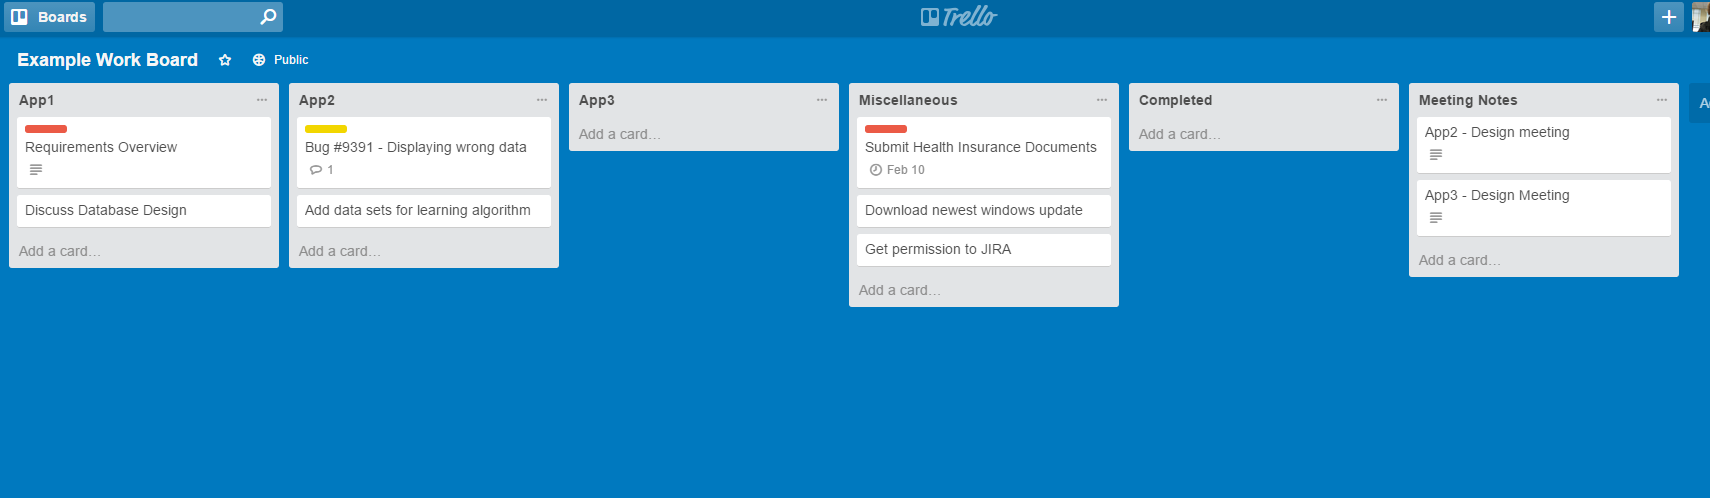 Boards
Trello
Example Work Board
Public
App1
Requirements Overview
Discuss Database Design
Add a card...
App2
Bug #9391 - Displaying wrong data
1
Add data sets for learning algorithm
Add a card...
App3
Add a card...
Miscellaneous
Submit Health Insurance Documents
Feb 10
Download newest windows update
Get permission to JIRA
Add a card...
Completed
Add a card...
Meeting Notes
App2 - Design meeting
App3 - Design Meeting
Add a card...